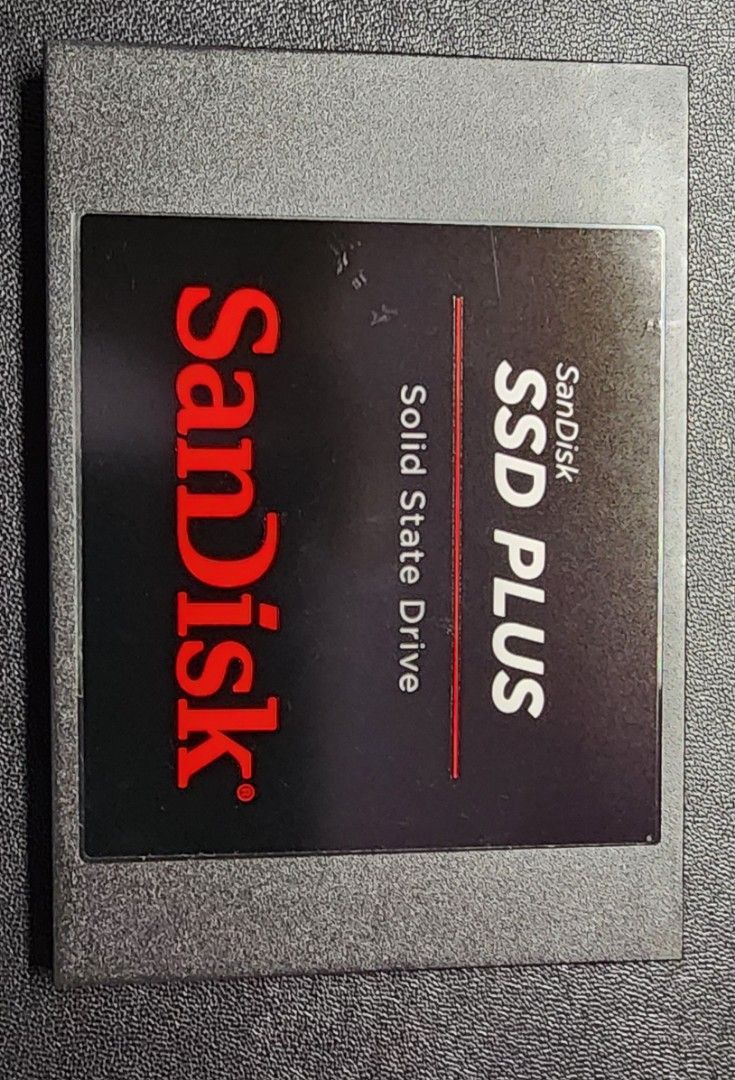 SanDisk
SSD PLUS
Solid State Drive
SanDisk®